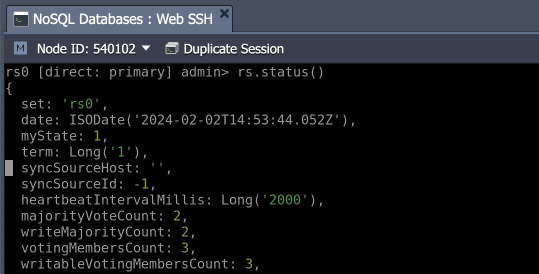 NoSQL Databases : Web SSH
M Node ID: 540102 Duplicate Session
rs0 [direct: primary] admin> rs.status()
{
set: 'rs0',
date: ISODate('2024-02-02T14:53:44.052Z'),
myState: 1,
term: Long('1'),
syncSourceHost: '',
syncSourceId: -1,
heartbeatIntervalMillis: Long('2000'),
majorityVoteCount: 2,
writeMajorityCount: 2,
votingMembersCount: 3,
writableVotingMembersCount: 3,